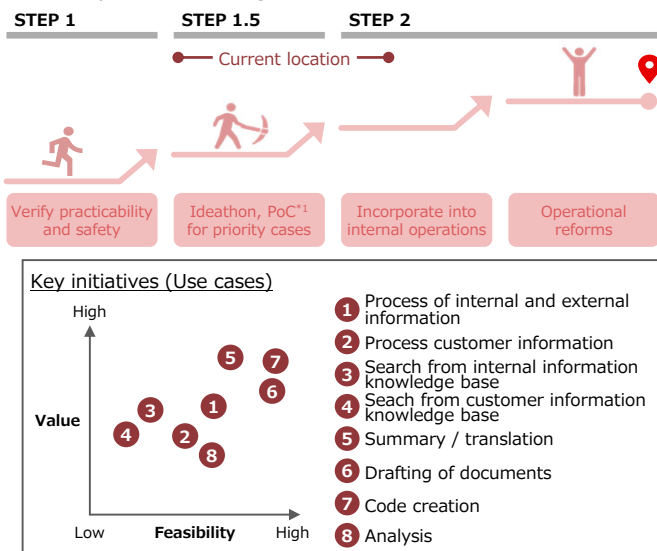 STEP 1
STEP 1.5
STEP 2
Current location
Verify practicability
and safety
Ideathon, PoC*1
for priority cases
Incorporate into
internal operations
Operational
reforms
Key initiatives (Use cases)
High
Value
Low
Feasibility
High
5
7
6
1
3
4
2
8
1 Process of internal and external
information
2 Process customer information
3 Search from internal information
knowledge base
4 Seach from customer information
knowledge base
5 Summary / translation
6 Drafting of documents
7 Code creation
8 Analysis